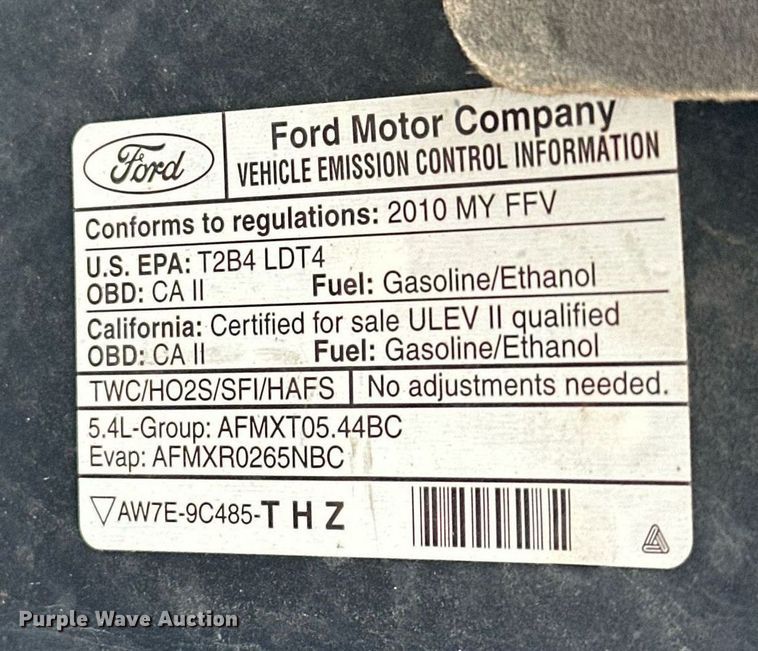 Ford
Ford Motor Company
VEHICLE EMISSION CONTROL INFORMATION
Conforms to regulations: 2010 MY FFV
U.S. EPA: T2B4 LDT4
OBD: CA II Fuel: Gasoline/Ethanol
California: Certified for sale ULEV II qualified
OBD: CA II Fuel: Gasoline/Ethanol
TWC/HO2S/SFI/HAFS No adjustments needed.
5.4L-Group: AFMXT05.44BC
Evap: AFMXR0265NBC
▽AW7E-9C485-T H Z
Purple Wave Auction